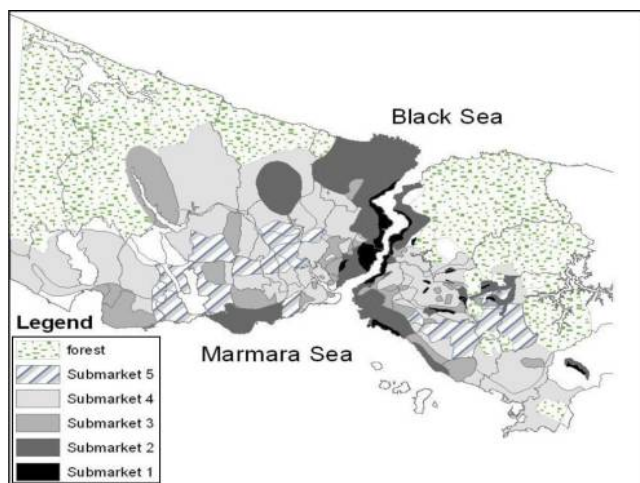 Black Sea
Marmara Sea
Legend
forest
Submarket 5
Submarket 4
Submarket 3
Submarket 2
Submarket 1